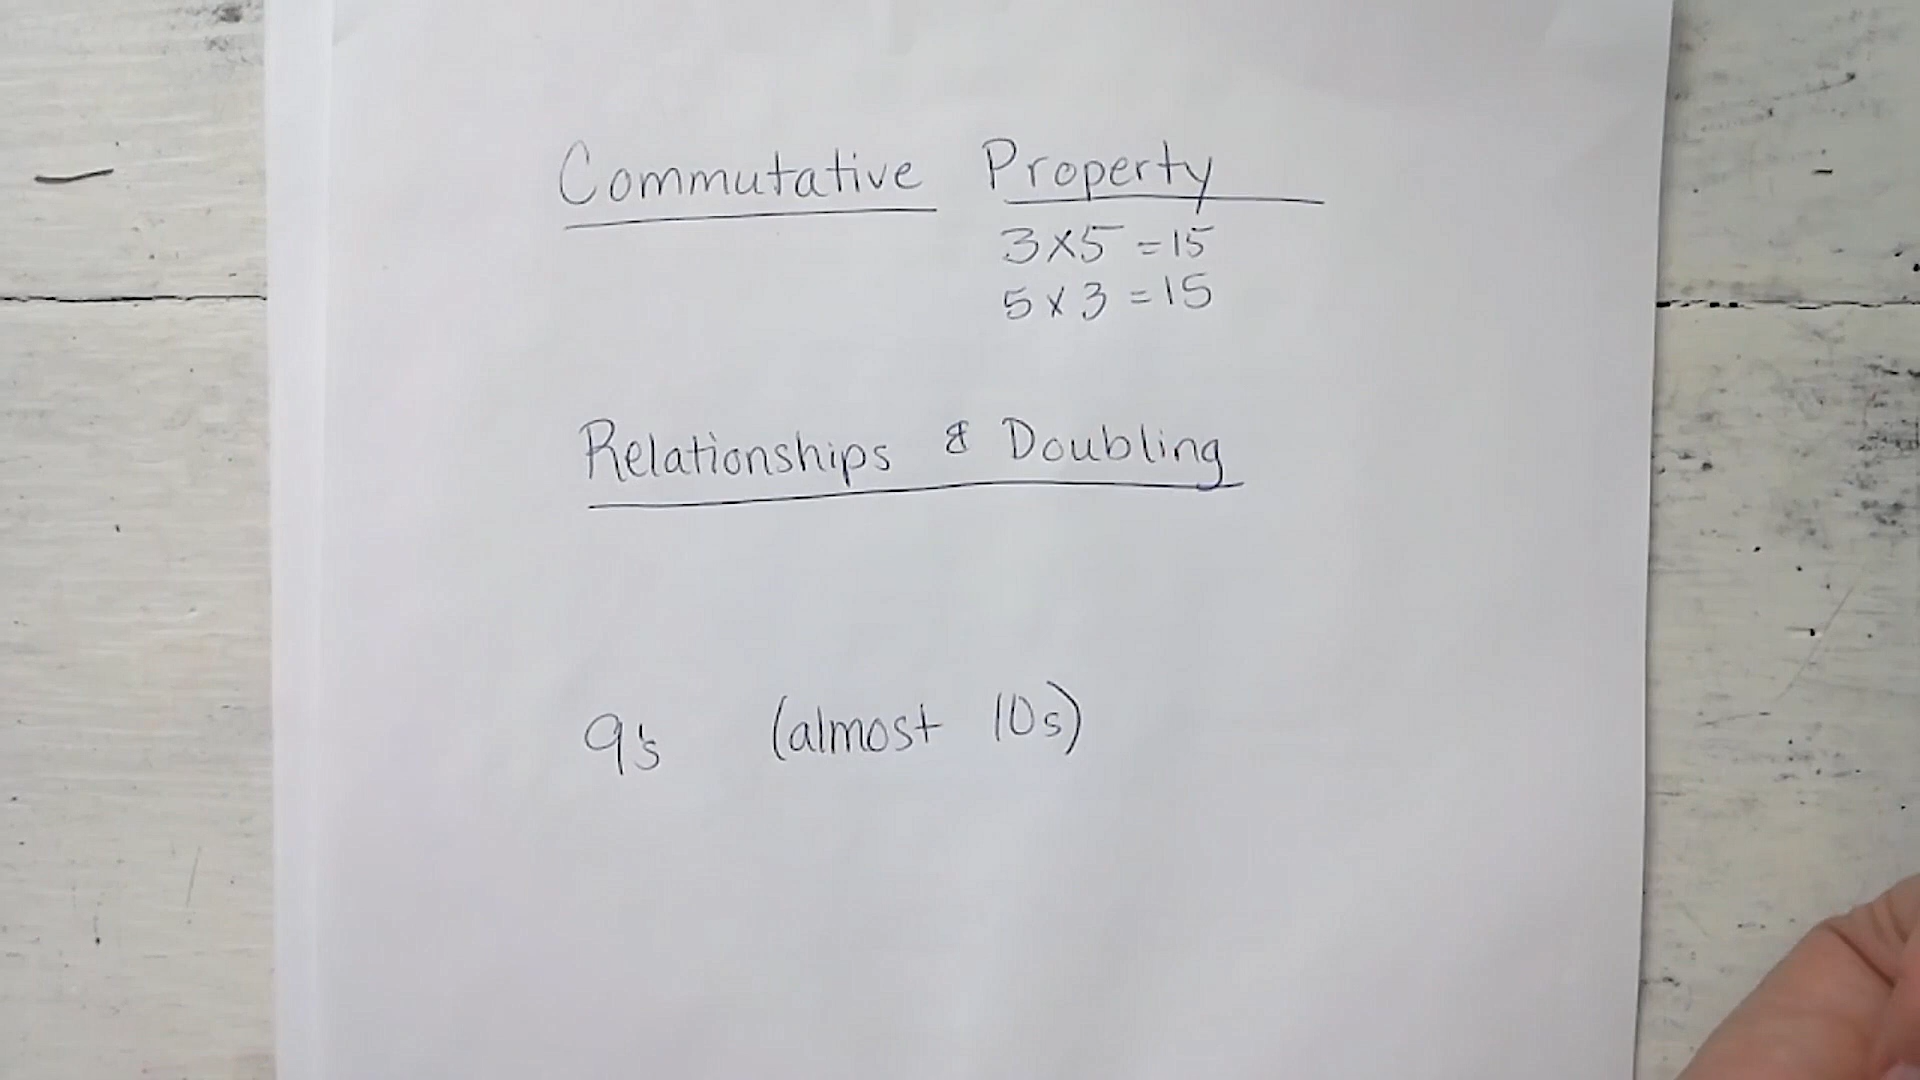 Commutative Property
3×5=15
5×3=15
Relationships & Doubling
9's (almost 10s)